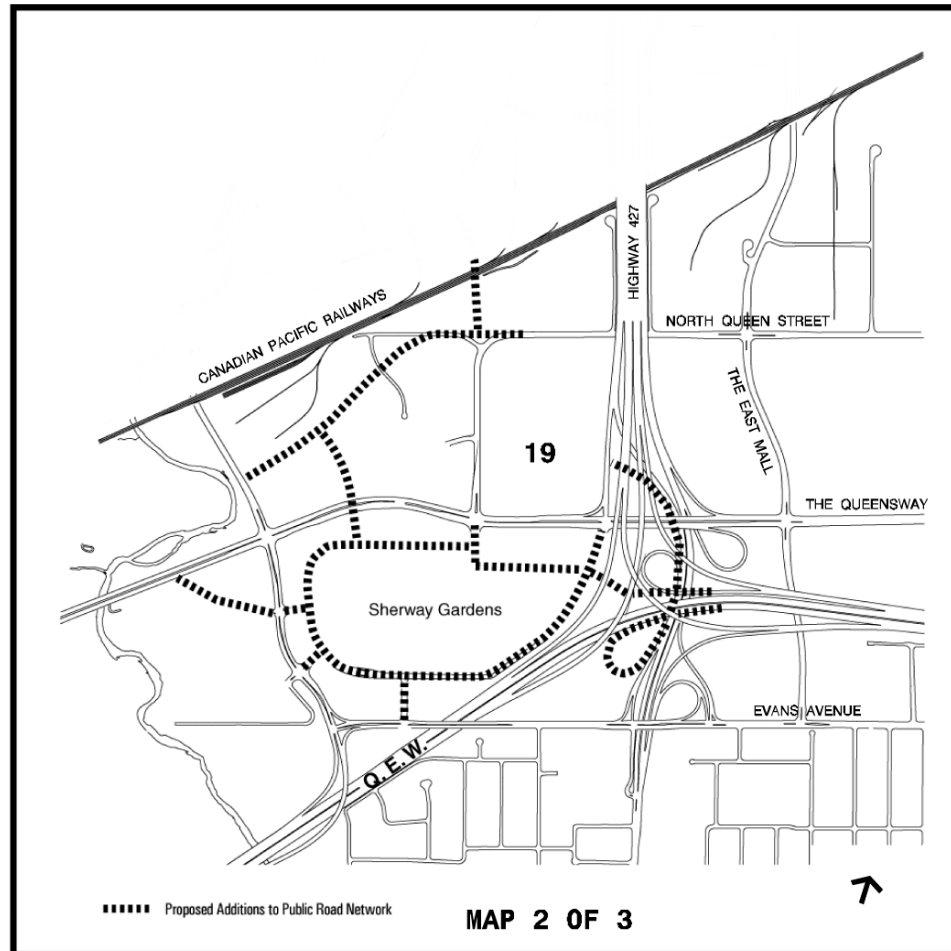 HIGHWAY 427
CANADIAN PACIFIC RAILWAYS
NORTH QUEEN STREET
THE EAST MALL
19
THE QUEENSWAY
Sherway Gardens
EVANS AVENUE
Q.E.W.
Proposed Additions to Public Road Network
MAP 2 OF 3